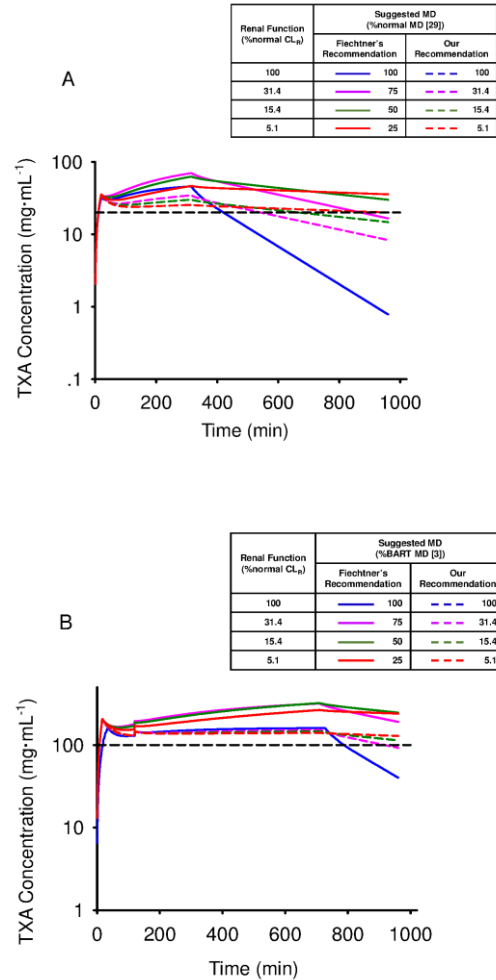 Renal Function
(%normal CLR)
Suggested MD
(%normal MD [29])
Fiechtner's
Recommendation
Our
Recommendation
100 100 100
31.4 75 31.4
15.4 50 15.4
5.1 25 5.1
A
TXA Concentration (mg·mL-1)
100
10
1
.1
0 200 400 600 800 1000
Time (min)
Renal Function
(%normal CLR)
Suggested MD
(%BART MD [3])
Fiechtner's
Recommendation
Our
Recommendation
100 100 100
31.4 75 31.4
15.4 50 15.4
5.1 25 5.1
B
TXA Concentration (mg·mL-1)
100
10
1
0 200 400 600 800 1000
Time (min)